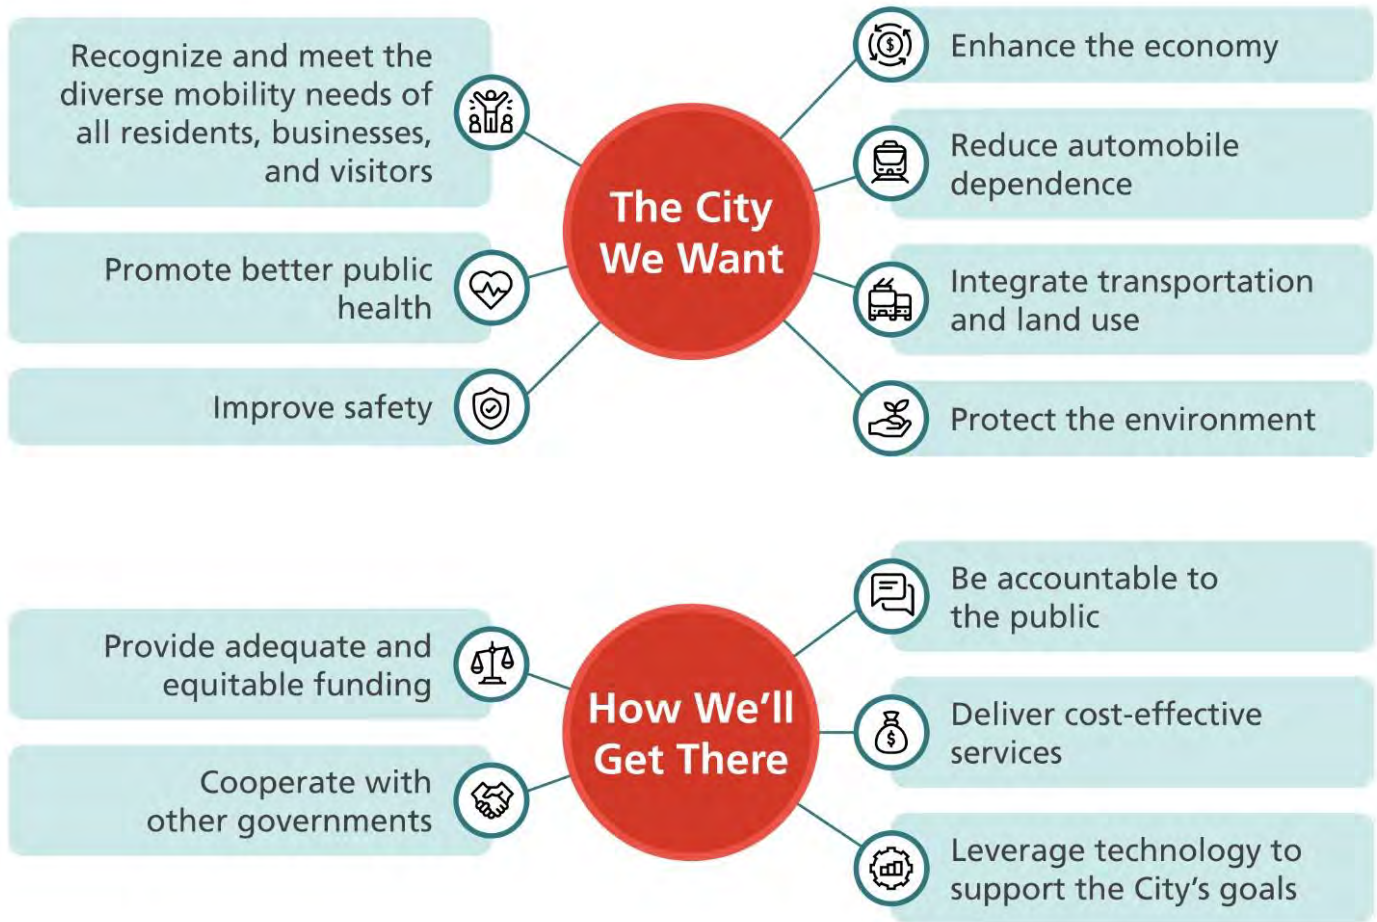 Recognize and meet the
diverse mobility needs of
all residents, businesses,
and visitors
Promote better public
health
Improve safety
The City
We Want
Enhance the economy
Reduce automobile
dependence
Integrate transportation
and land use
Protect the environment
Provide adequate and
equitable funding
Cooperate with
other governments
How We’ll
Get There
Be accountable to
the public
Deliver cost-effective
services
Leverage technology to
support the City’s goals